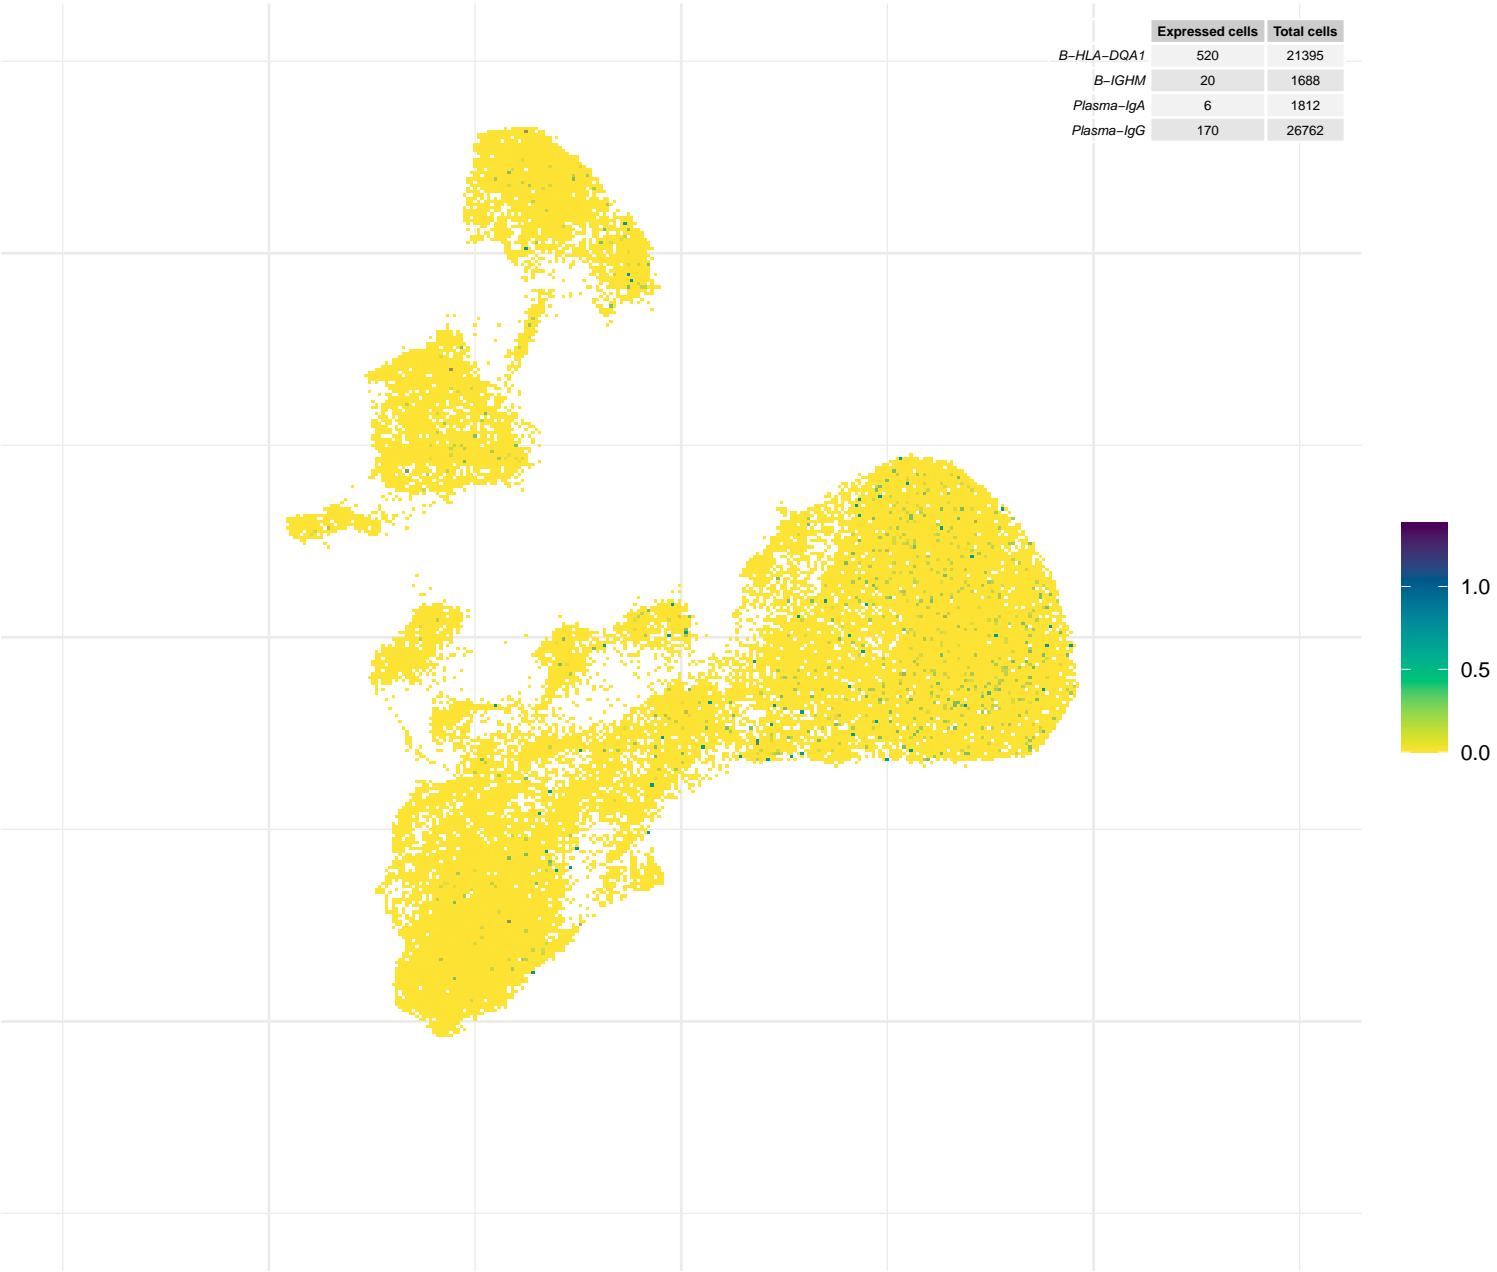 Expressed cells Total cells
B−HLA−DQA1 520 21395
B−IGHM 20 1688
Plasma−IgA 6 1812
Plasma−IgG 170 26762
1.0
0.5
0.0